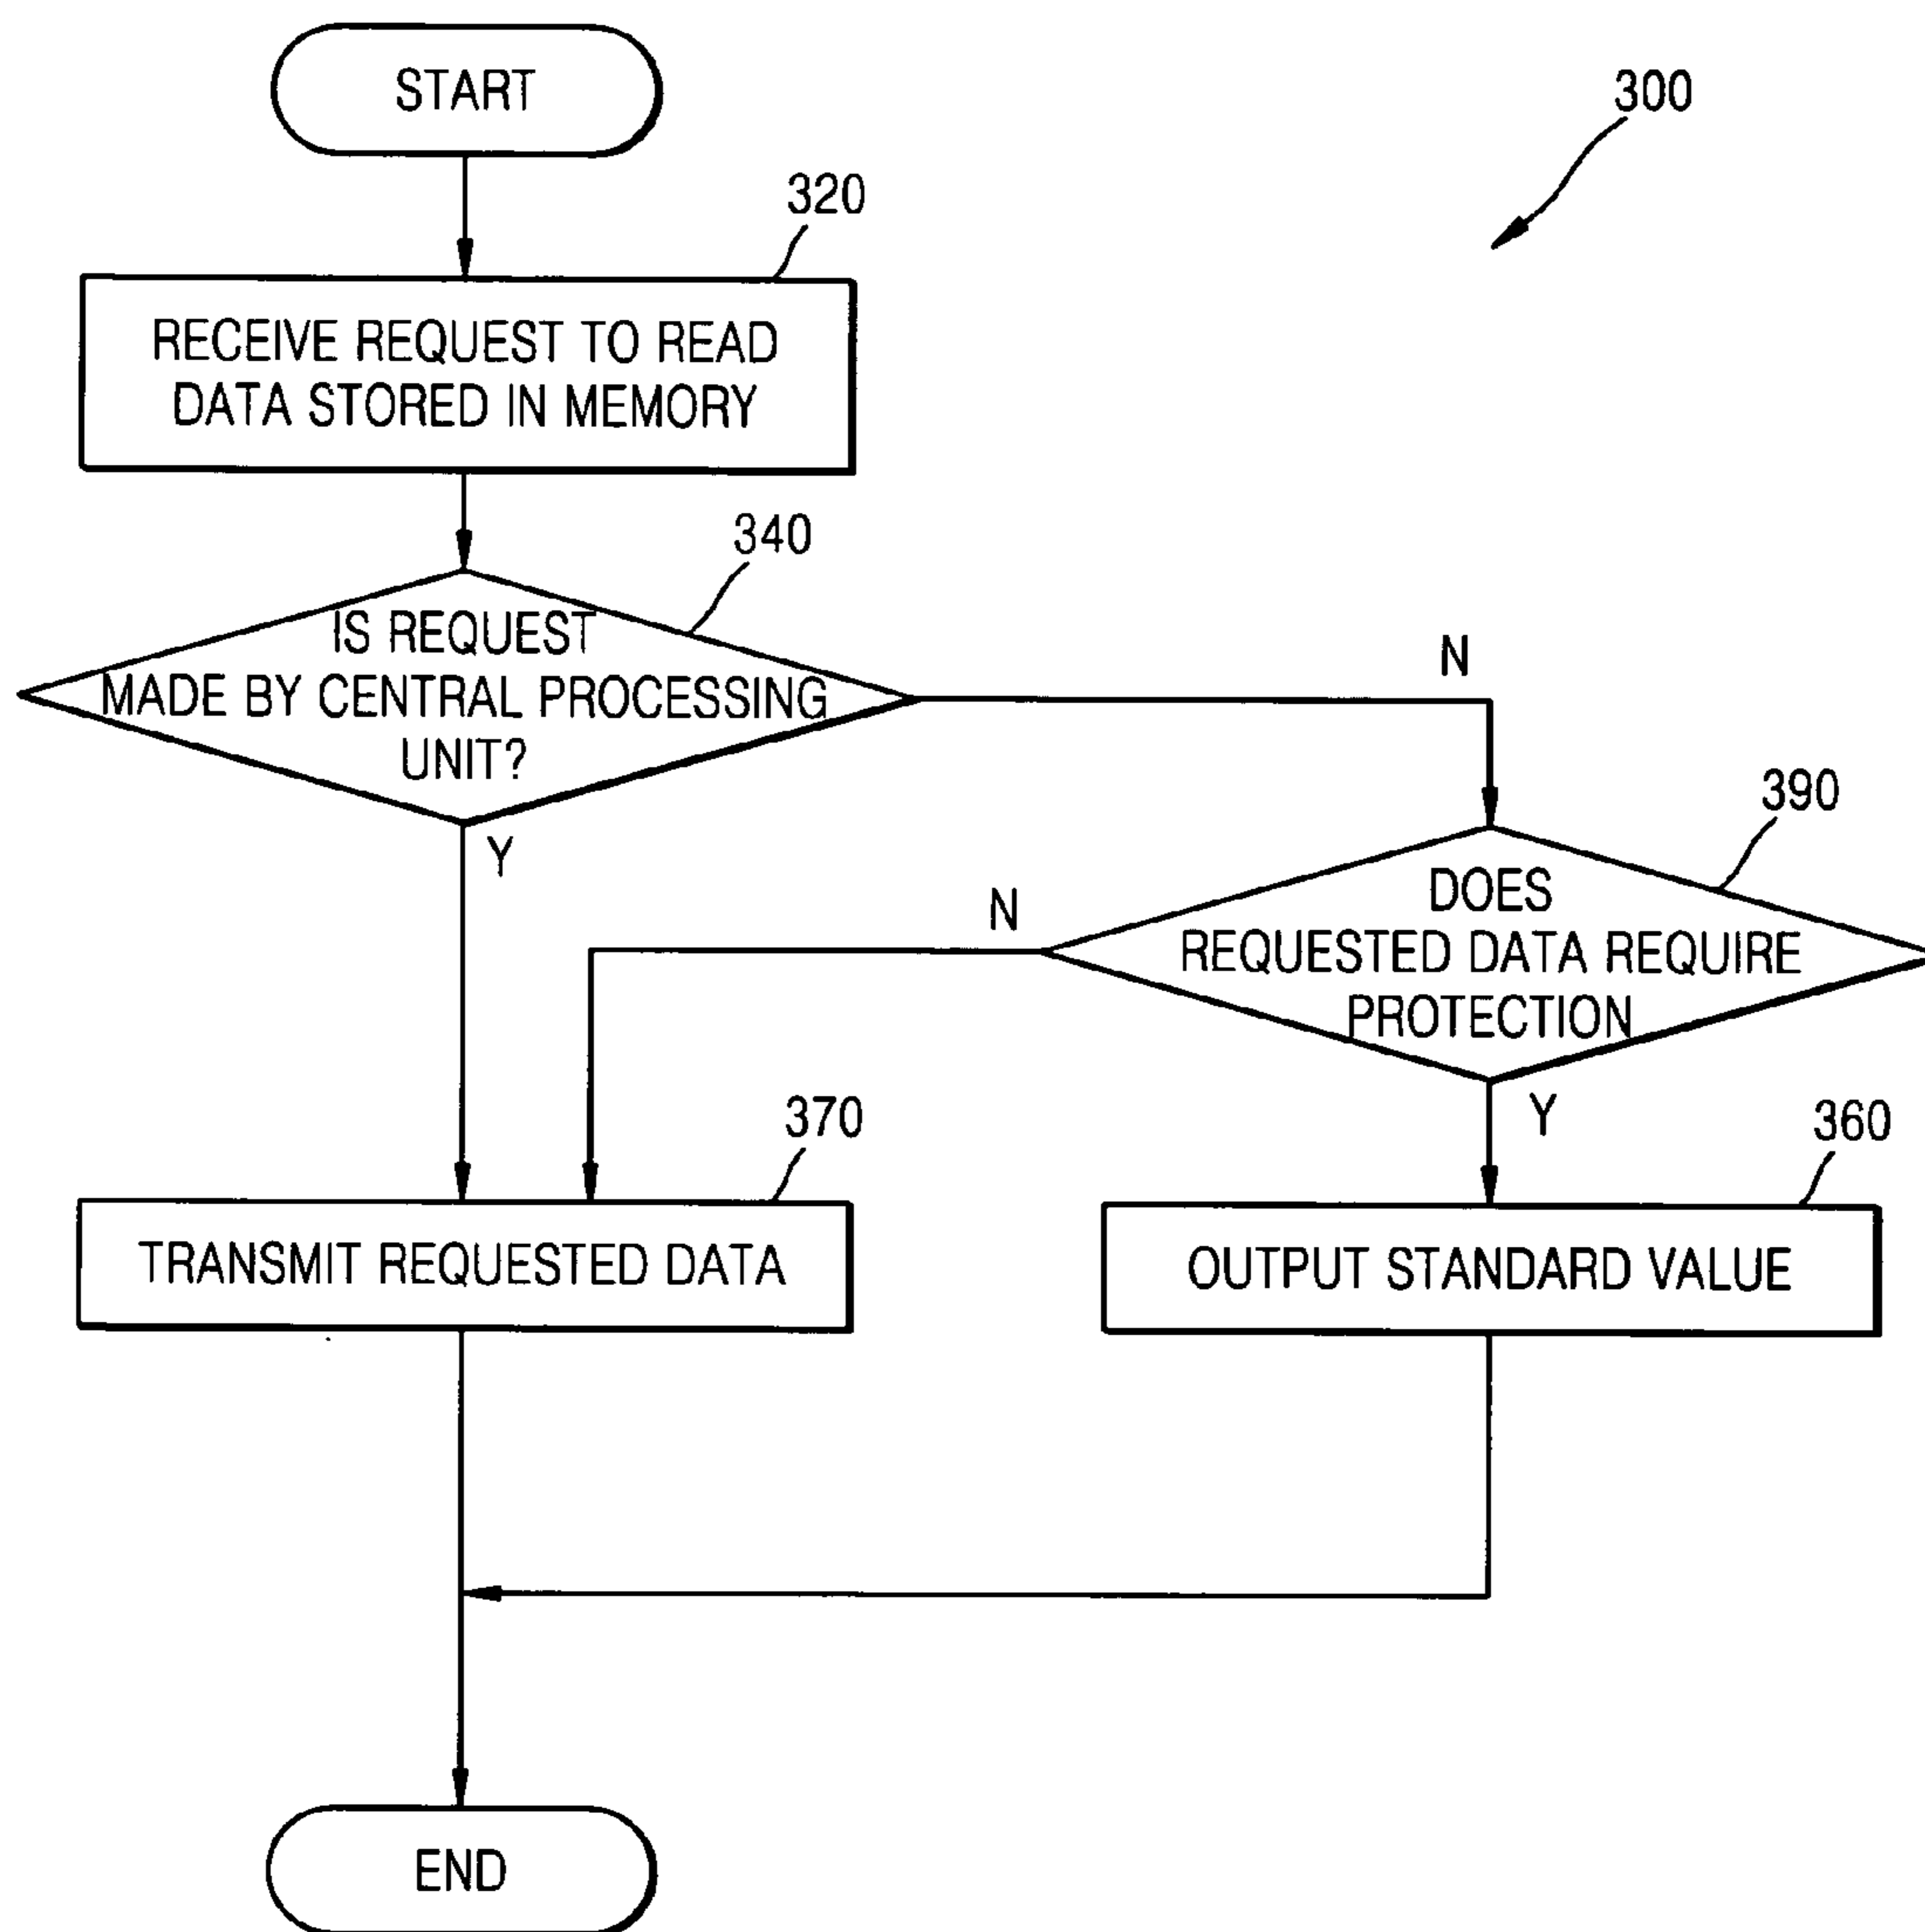 START
300
320
RECEIVE REQUEST TO READ
DATA STORED IN MEMORY
340
IS REQUEST
MADE BY CENTRAL PROCESSING
UNIT?
N
Y
390
DOES
REQUESTED DATA REQUIRE
PROTECTION
N
Y
370
TRANSMIT REQUESTED DATA
360
OUTPUT STANDARD VALUE
END